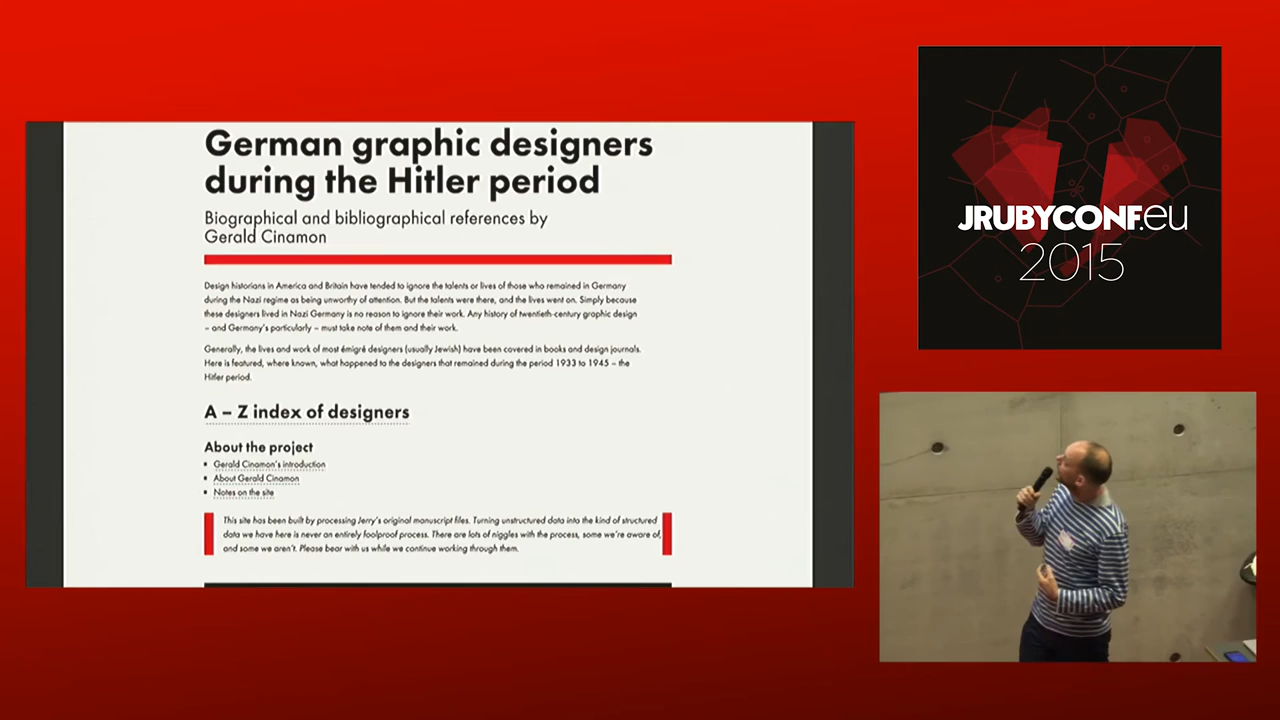 German graphic designers
during the Hitler period
Biographical and bibliographical references by
Gerald Cinamon
Design historians in America and Britain have tended to ignore the talents or lives of those who remained in Germany
during the Nazi regime as being unworthy of attention. But the talents were there, and the lives went on. Simply because
these designers lived in Nazi Germany is no reason to ignore their work. Any history of twentieth-century graphic design
– and Germany's particularly – must take note of them and their work.
Generally, the lives and work of most émigré designers (usually Jewish) have been covered in books and design journals.
Here is featured, where known, what happened to the designers that remained during the period 1933 to 1945 – the
Hitler period.
A – Z index of designers
About the project
Gerald Cinamon's introduction
About Gerald Cinamon
Notes on the site
This site has been built by processing Jerry's original manuscript files. Turning unstructured data into the kind of structured
data we have here is never an entirely foolproof process. There are lots of niggles with the process, some we're aware of,
and some we aren't. Please bear with us while we continue working through them.
JRUBYCONF.eu
2015